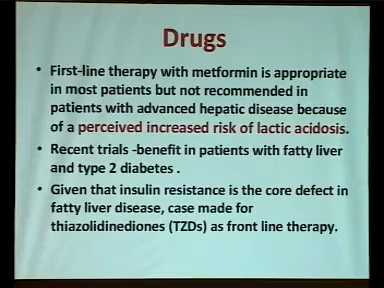 Drugs
• First-line therapy with metformin is appropriate
in most patients but not recommended in
patients with advanced hepatic disease because
of a perceived increased risk of lactic acidosis.
• Recent trials -benefit in patients with fatty liver
and type 2 diabetes .
• Given that insulin resistance is the core defect in
fatty liver disease, case made for
thiazolidinediones (TZDs) as front line therapy.